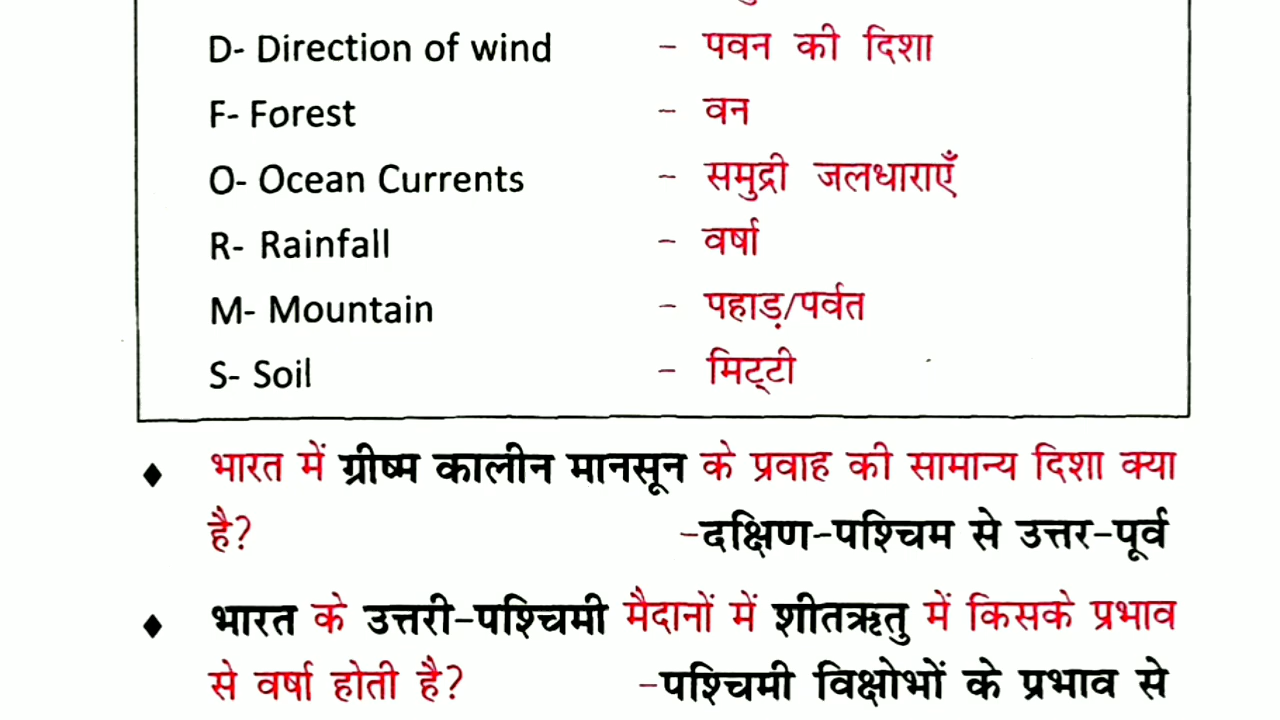 D- Direction of wind - पवन की दिशा
F- Forest - वन
O- Ocean Currents - समुद्री जलधाराएँ
R- Rainfall - वर्षा
M- Mountain - पहाड़/पर्वत
S- Soil - मिट्टी
♦ भारत में ग्रीष्म कालीन मानसून के प्रवाह की सामान्य दिशा क्या
है? -दक्षिण-पश्चिम से उत्तर-पूर्व
♦ भारत के उत्तरी-पश्चिमी मैदानों में शीतऋतु में किसके प्रभाव
से वर्षा होती है? -पश्चिमी विक्षोभों के प्रभाव से